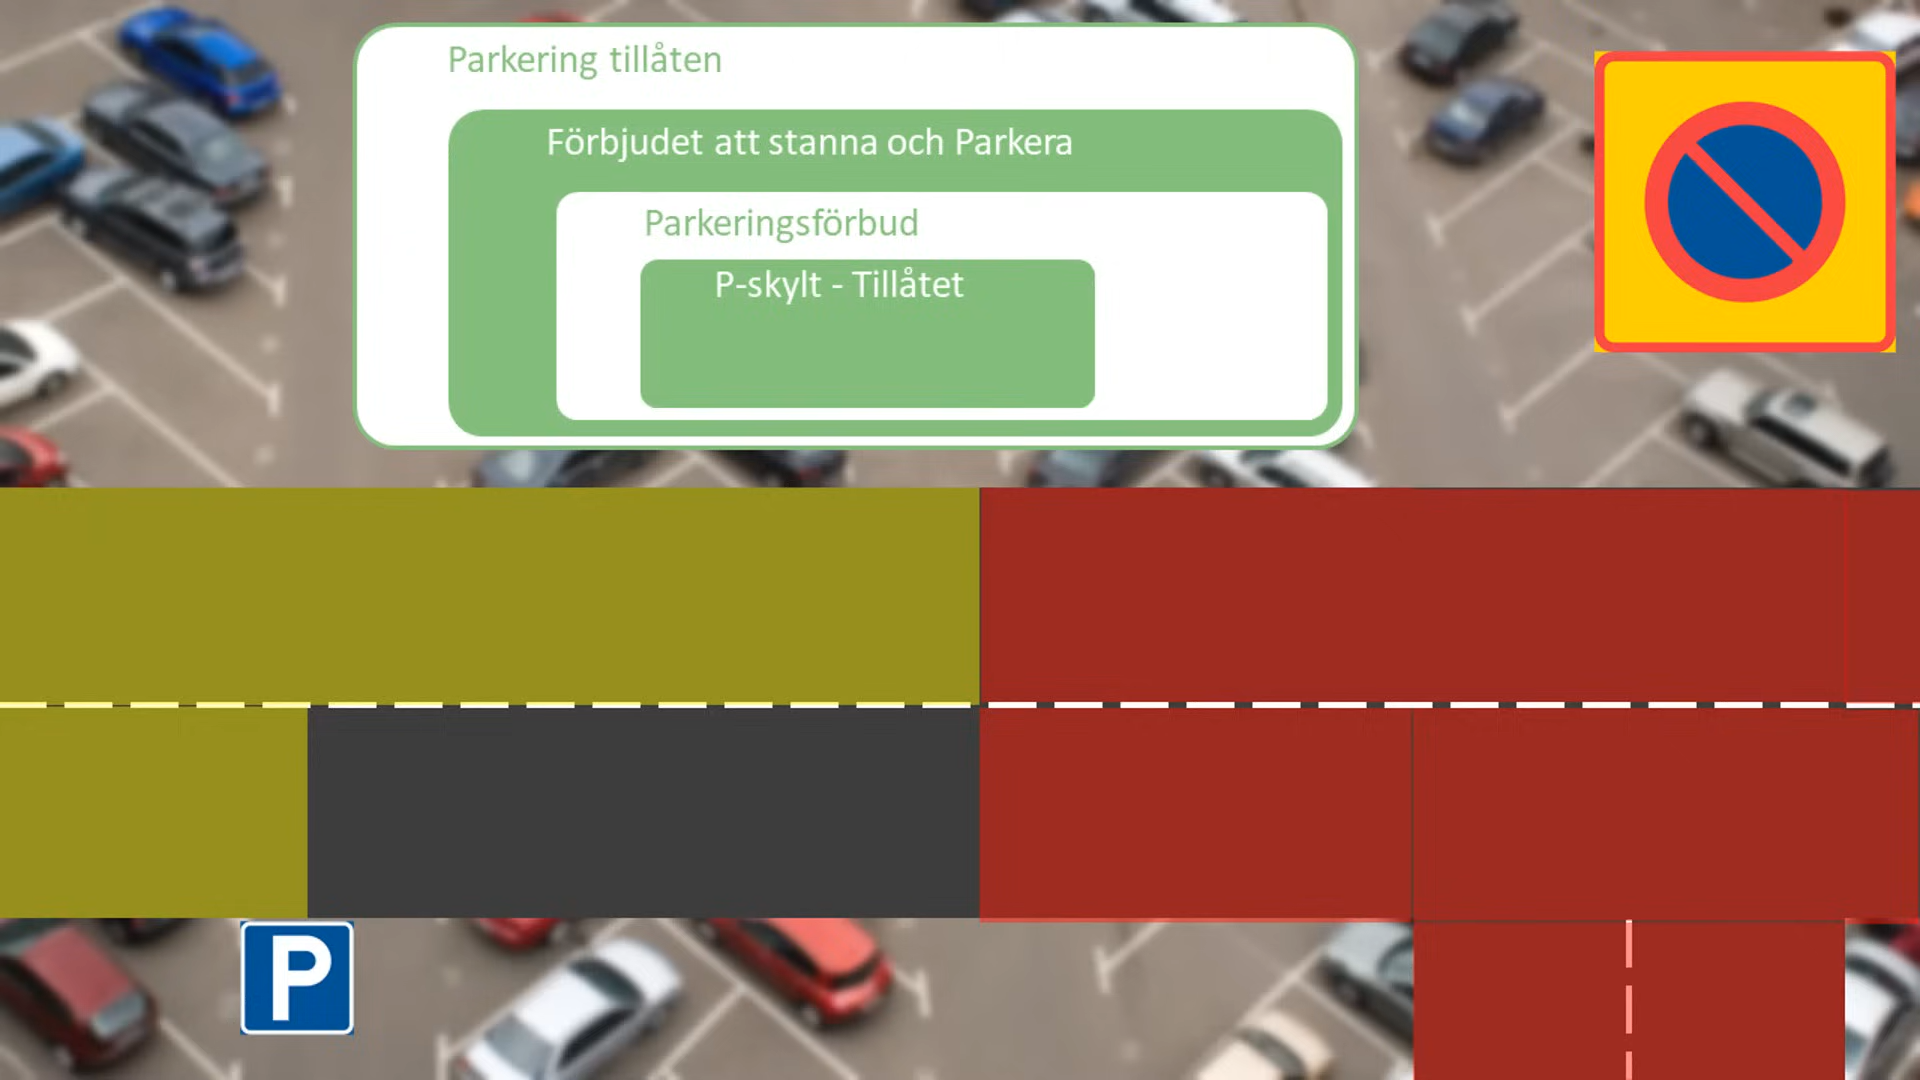 Parkering tillåten
Förbjudet att stanna och Parkera
Parkeringsförbud
P-skylt - Tillåtet
P